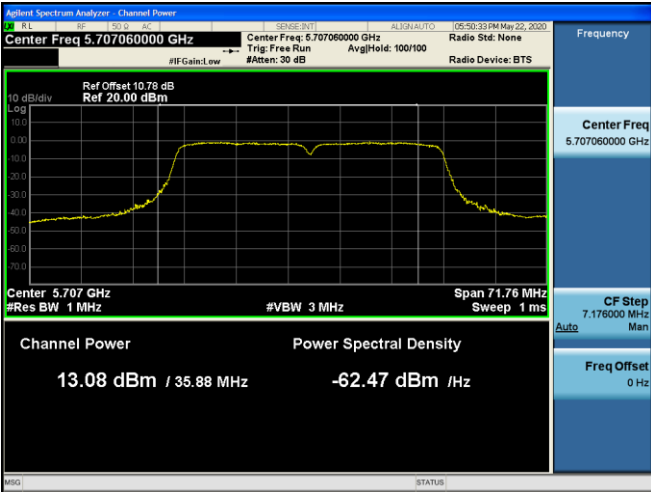 Agilent Spectrum Analyzer - Channel Power
RL RF 50 Ω AC SENSE:INT ALIGNAUTO 05:50:33 PM May 22, 2020
Center Freq 5.707060000 GHz
Center Freq: 5.707060000 GHz
Radio Std: None
Trig: Free Run Avg|Hold: 100/100
#IFGain:Low
#Atten: 30 dB
Radio Device: BTS
Frequency
Ref Offset 10.78 dB
10 dB/div Ref 20.00 dBm
Log
10.0
0.00
-10.0
-20.0
-30.0
-40.0
-50.0
-60.0
-70.0
Center 5.707 GHz
Span 71.76 MHz
#Res BW 1 MHz
#VBW 3 MHz
Sweep 1 ms
Channel Power
Power Spectral Density
13.08 dBm / 35.88 MHz
-62.47 dBm /Hz
Center Freq
5.707060000 GHz
CF Step
7.176000 MHz
Auto Man
Freq Offset
0 Hz
MSG
STATUS